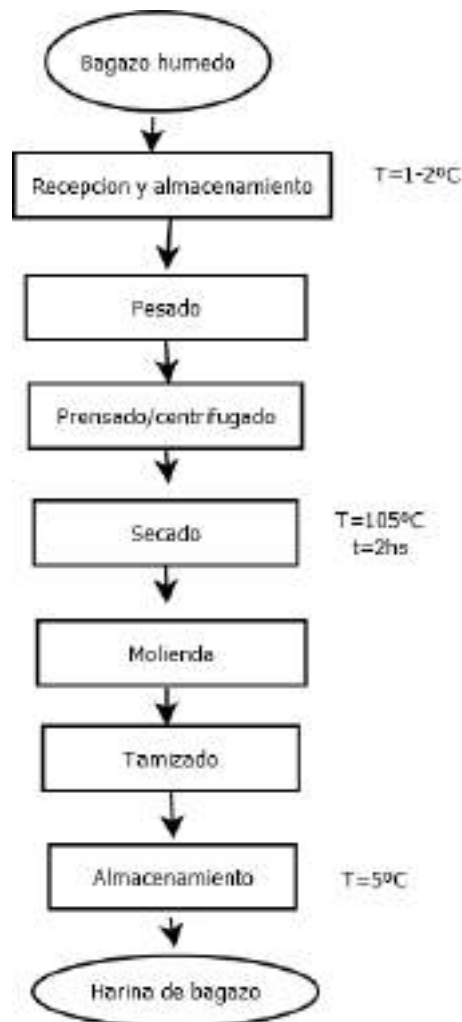 Bagazo humedo
Recepcion y almacenamiento
T=1-2ºC
Pesado
Prensado/centrifugado
Secado
T=105ºC
t=2hs
Molienda
Tamizado
Almacenamiento
T=5ºC
Harina de bagazo